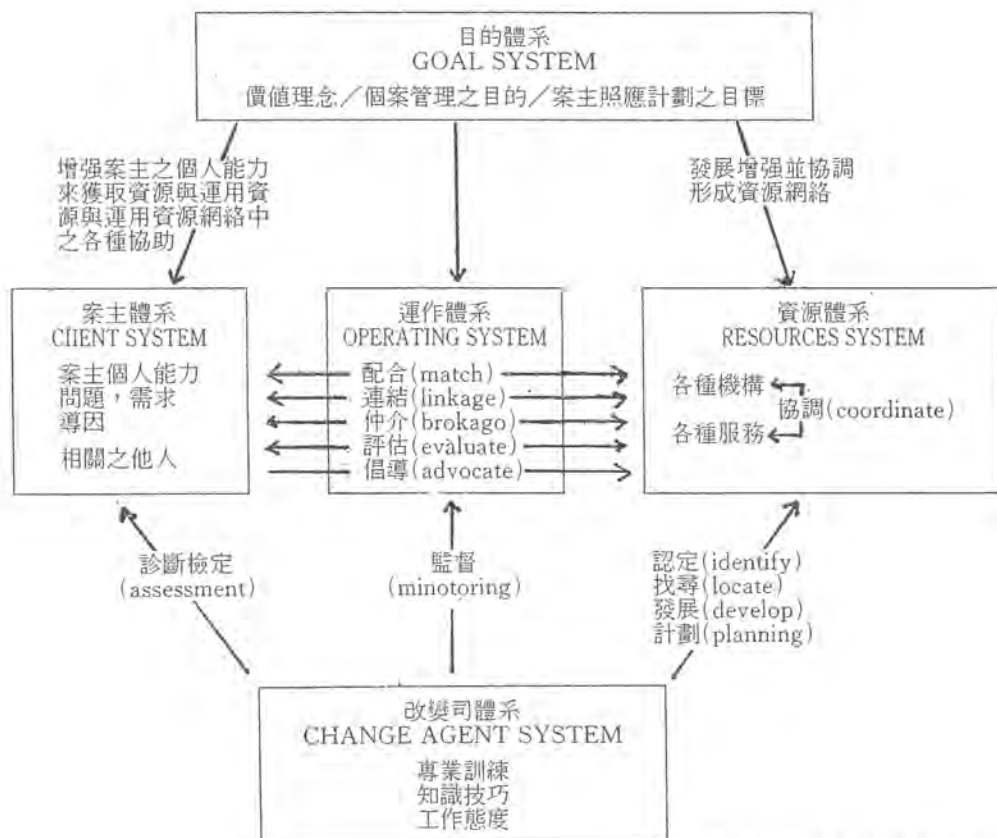 目的體系
GOAL SYSTEM
價値理念／個案管理之目的／案主照應計劃之目標
增强案主之個人能力
來獲取資源與運用資
源與運用資源網絡中
之各種協助
發展增强並協調
形成資源網絡
案主體系
CIIENT SYSTEM
案主個人能力
問題，需求
導因
相關之他人
運作體系
OPERATING SYSTEM
配合(match)
連結(linkage)
仲介(brokago)
評估(evàluate)
倡導(advocate)
資源體系
RESOURCES SYSTEM
各種機構
協調(coordinate)
各種服務
診斷檢定
(assessment)
監督
(minotoring)
認定(identify)
找尋(locate)
發展(develop)
計劃(planning)
改變司體系
CHANGE AGENT SYSTEM
專業訓練
知識技巧
工作態度